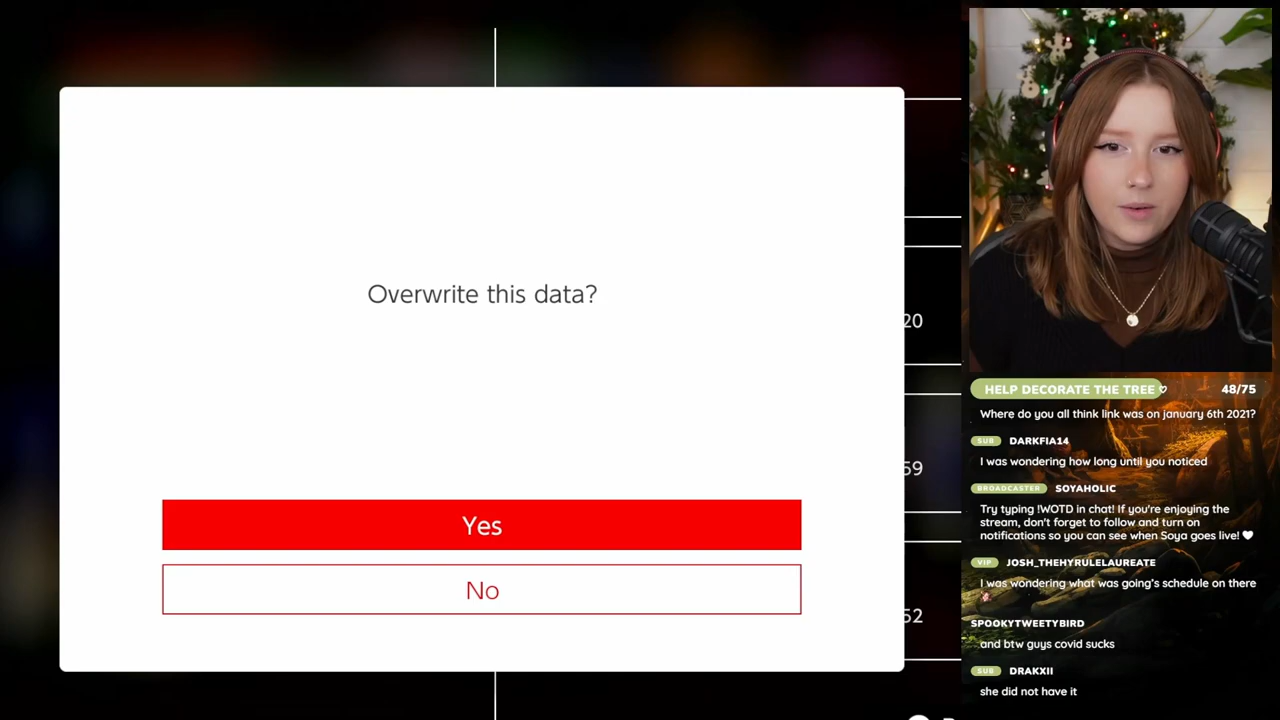 Overwrite this data?
Yes
No
20
59
52
HELP DECORATE THE TREE ♡ 48/75
Where do you all think link was on january 6th 2021?
SUB DARKFIA14
I was wondering how long until you noticed
BROADCASTER SOYAHOLIC
Try typing !WOTD in chat! If you're enjoying the
stream, don't forget to follow and turn on
notifications so you can see when Soya goes live! 🤍
VIP JOSH_THEHYRULELAUREATE
I was wondering what was going's schedule on there
SPOOKYTWEETYBIRD
and btw guys covid sucks
SUB DRAKXII
she did not have it